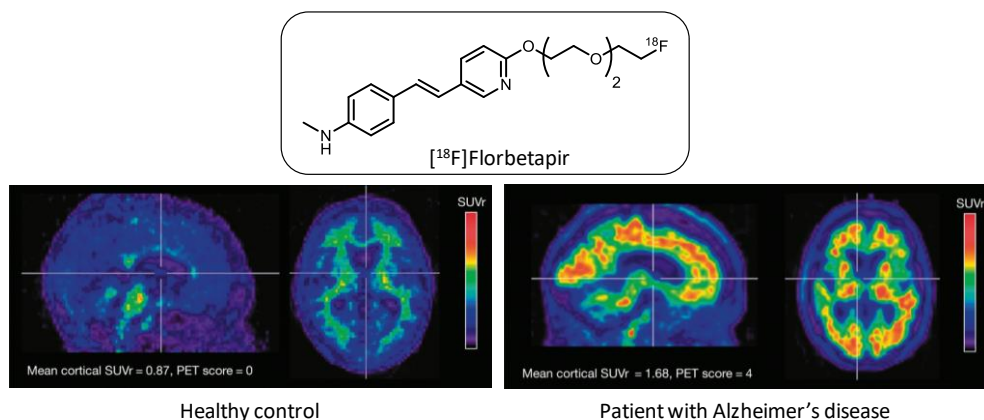 18F
O
O
2
N
N
H
[18F]Florbetapir
SUVr
SUVr
Mean cortical SUVr = 0.87, PET score = 0
Mean cortical SUVr = 1.68, PET score = 4
Healthy control
Patient with Alzheimer's disease